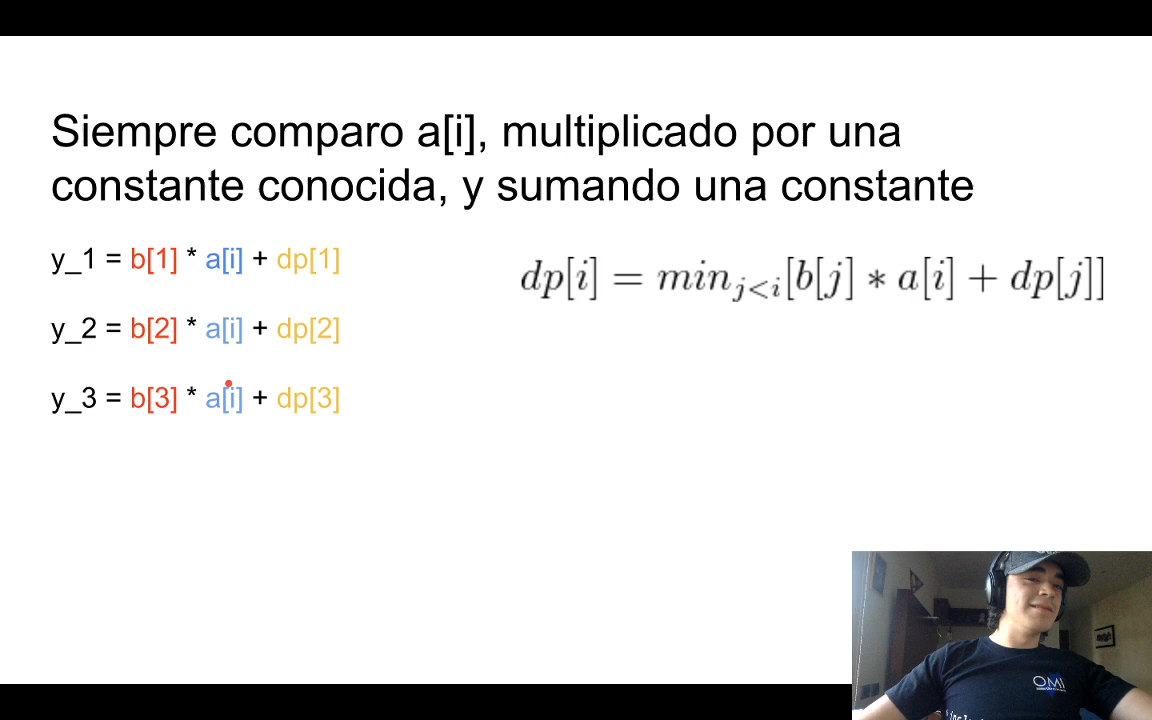 Siempre comparo a[i], multiplicado por una
constante conocida, y sumando una constante
y_1 = b[1] * a[i] + dp[1]
dp[i] = min_{j<i}[b[j] * a[i] + dp[j]]
y_2 = b[2] * a[i] + dp[2]
y_3 = b[3] * a[i] + dp[3]
OMI